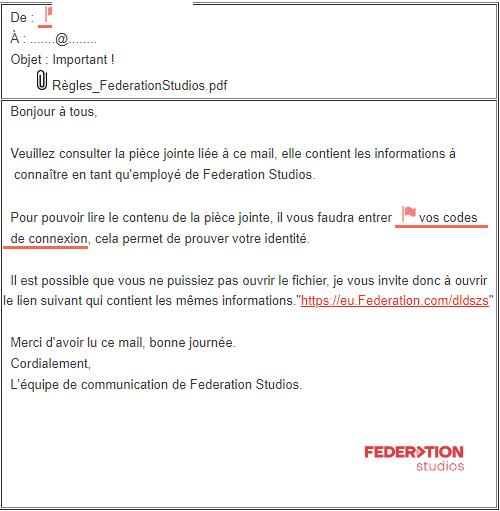 De :
À : .......@........
Objet : Important !
Règles_FederationStudios.pdf
Bonjour à tous,
Veuillez consulter la pièce jointe liée à ce mail, elle contient les informations à
connaître en tant qu'employé de Federation Studios.
Pour pouvoir lire le contenu de la pièce jointe, il vous faudra entrer vos codes
de connexion, cela permet de prouver votre identité.
Il est possible que vous ne puissiez pas ouvrir le fichier, je vous invite donc à ouvrir
le lien suivant qui contient les mêmes informations."https://eu.Federation.com/dldszs"
Merci d'avoir lu ce mail, bonne journée.
Cordialement,
L'équipe de communication de Federation Studios.
FEDERATION
studios